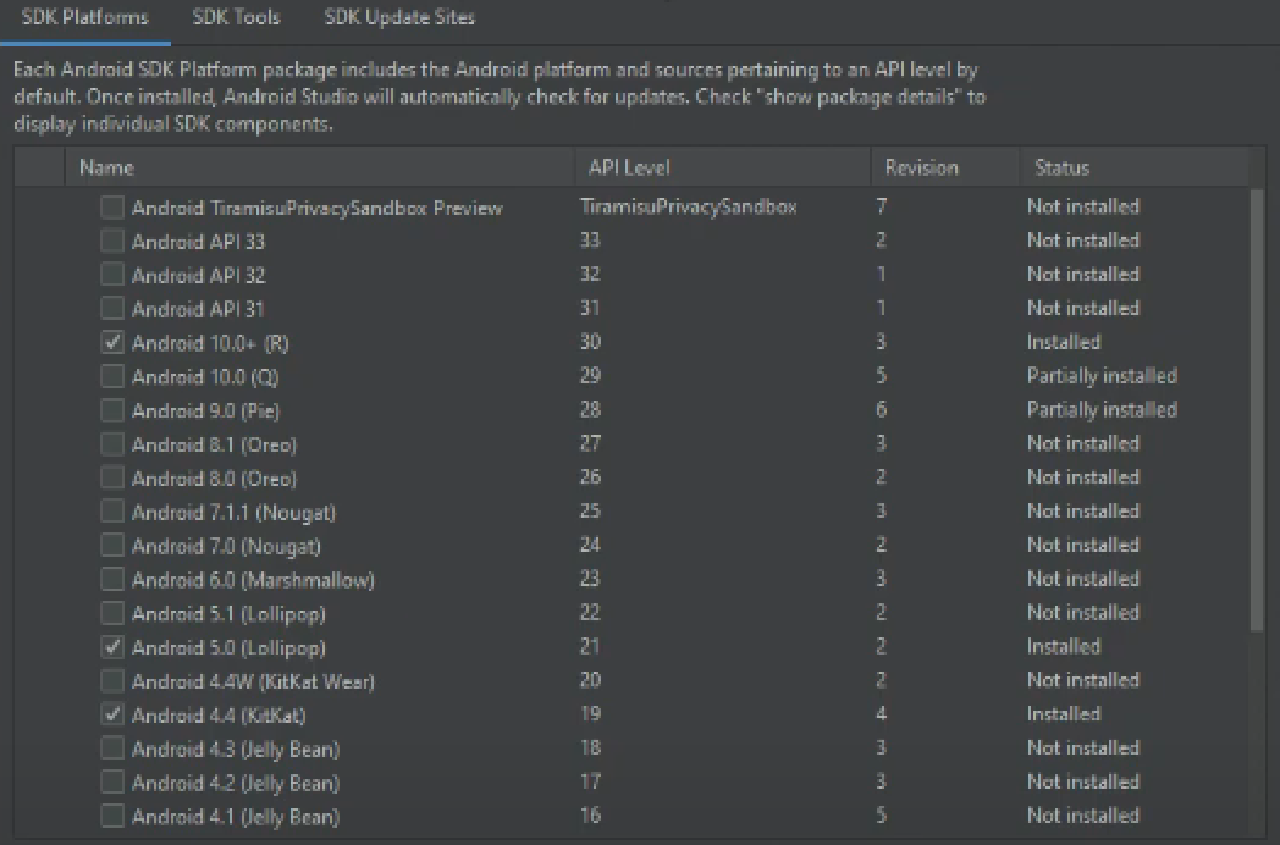 SDK Platforms SDK Tools SDK Update Sites
Each Android SDK Platform package includes the Android platform and sources pertaining to an API level by
default. Once installed, Android Studio will automatically check for updates. Check "show package details" to
display individual SDK components.
Name API Level Revision Status
Android TiramisuPrivacySandbox Preview TiramisuPrivacySandbox 7 Not installed
Android API 33 33 2 Not installed
Android API 32 32 1 Not installed
Android API 31 31 1 Not installed
Android 10.0+ (R) 30 3 Installed
Android 10.0 (Q) 29 5 Partially installed
Android 9.0 (Pie) 28 6 Partially installed
Android 8.1 (Oreo) 27 3 Not installed
Android 8.0 (Oreo) 26 2 Not installed
Android 7.1.1 (Nougat) 25 3 Not installed
Android 7.0 (Nougat) 24 2 Not installed
Android 6.0 (Marshmallow) 23 3 Not installed
Android 5.1 (Lollipop) 22 2 Not installed
Android 5.0 (Lollipop) 21 2 Installed
Android 4.4W (KitKat Wear) 20 2 Not installed
Android 4.4 (KitKat) 19 4 Installed
Android 4.3 (Jelly Bean) 18 3 Not installed
Android 4.2 (Jelly Bean) 17 3 Not installed
Android 4.1 (Jelly Bean) 16 5 Not installed